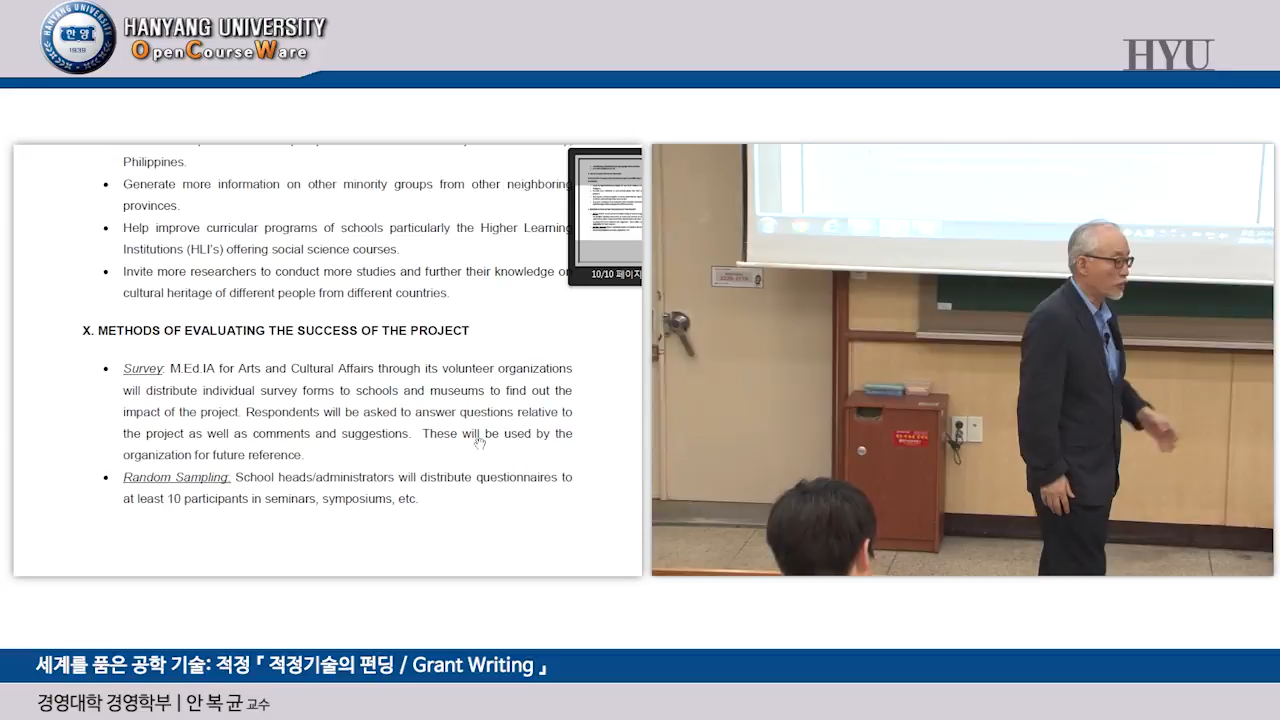 HANYANG UNIVERSITY
OpenCourseWare
한양
1939
HYU
Philippines.
• Generate more information on other minority groups from other neighboring
provinces.
• Help improve curricular programs of schools particularly the Higher Learning
Institutions (HLI's) offering social science courses.
• Invite more researchers to conduct more studies and further their knowledge
cultural heritage of different people from different countries.
10/10 페이지
X. METHODS OF EVALUATING THE SUCCESS OF THE PROJECT
• Survey: M.Ed.IA for Arts and Cultural Affairs through its volunteer organizations
will distribute individual survey forms to schools and museums to find out the
impact of the project. Respondents will be asked to answer questions relative to
the project as well as comments and suggestions. These will be used by the
organization for future reference.
• Random Sampling: School heads/administrators will distribute questionnaires to
at least 10 participants in seminars, symposiums, etc.
세계를 품은 공학 기술: 적정 『 적정기술의 펀딩 / Grant Writing 』
경영대학 경영학부 | 안 복 균 교수